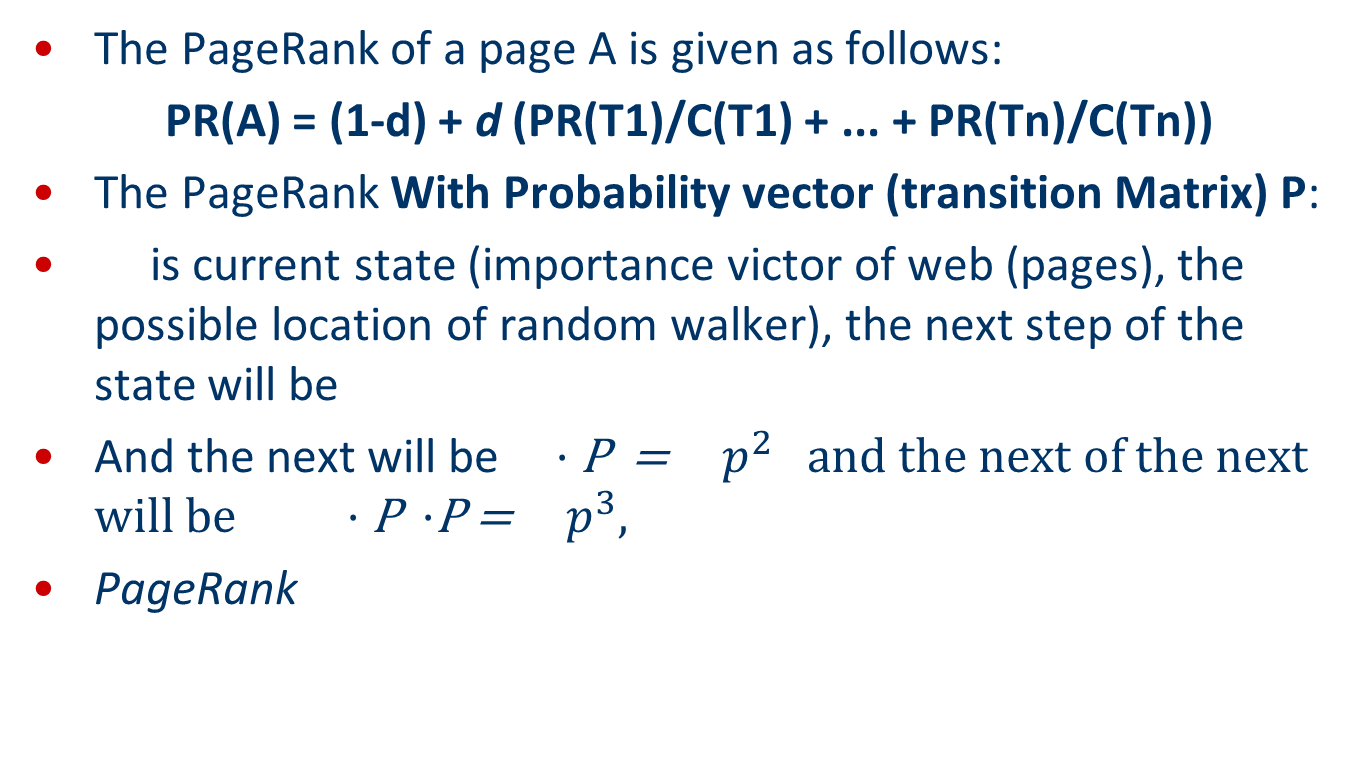 • The PageRank of a page A is given as follows:
PR(A) = (1-d) + d (PR(T1)/C(T1) + ... + PR(Tn)/C(Tn))
• The PageRank With Probability vector (transition Matrix) P:
• is current state (importance victor of web (pages), the
possible location of random walker), the next step of the
state will be
• And the next will be · P = p² and the next of the next
will be · P · P = p³,
• PageRank